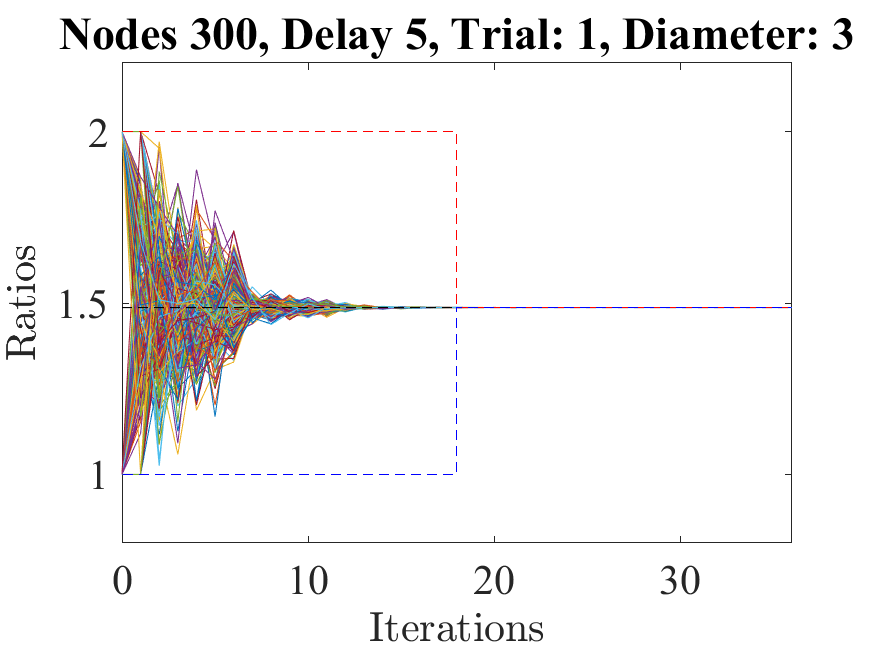 Nodes 300, Delay 5, Trial: 1, Diameter: 3
2
1.5
1
Ratios
0 10 20 30
Iterations